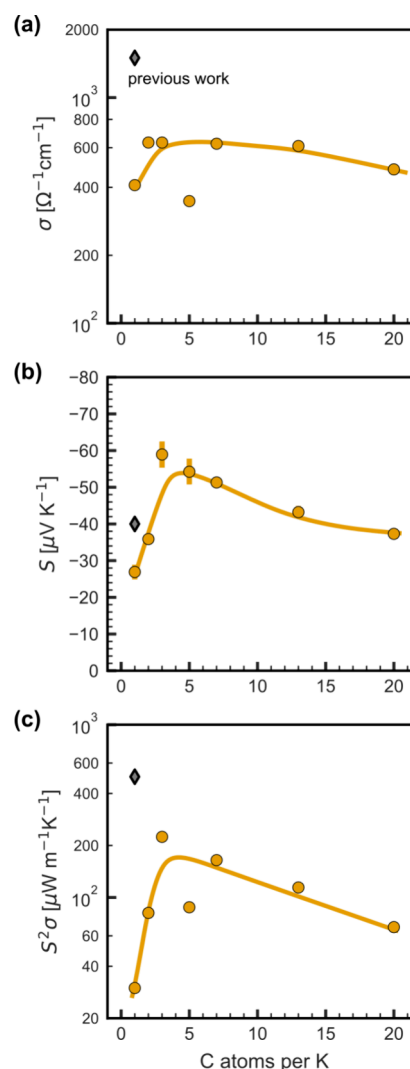 (a)
2000
10³
800
600
400
200
10²
σ [Ω⁻¹cm⁻¹]
previous work
0 5 10 15 20
(b)
−80
−70
−60
−50
−40
−30
−20
−10
0
S [μV K⁻¹]
0 5 10 15 20
(c)
10³
600
400
200
10²
60
40
20
S²σ [μW m⁻¹K⁻¹]
0 5 10 15 20
C atoms per K